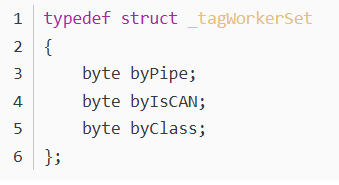 1 typedef struct _tagWorkerSet
2 {
3     byte byPipe;
4     byte byIsCAN;
5     byte byClass;
6 };